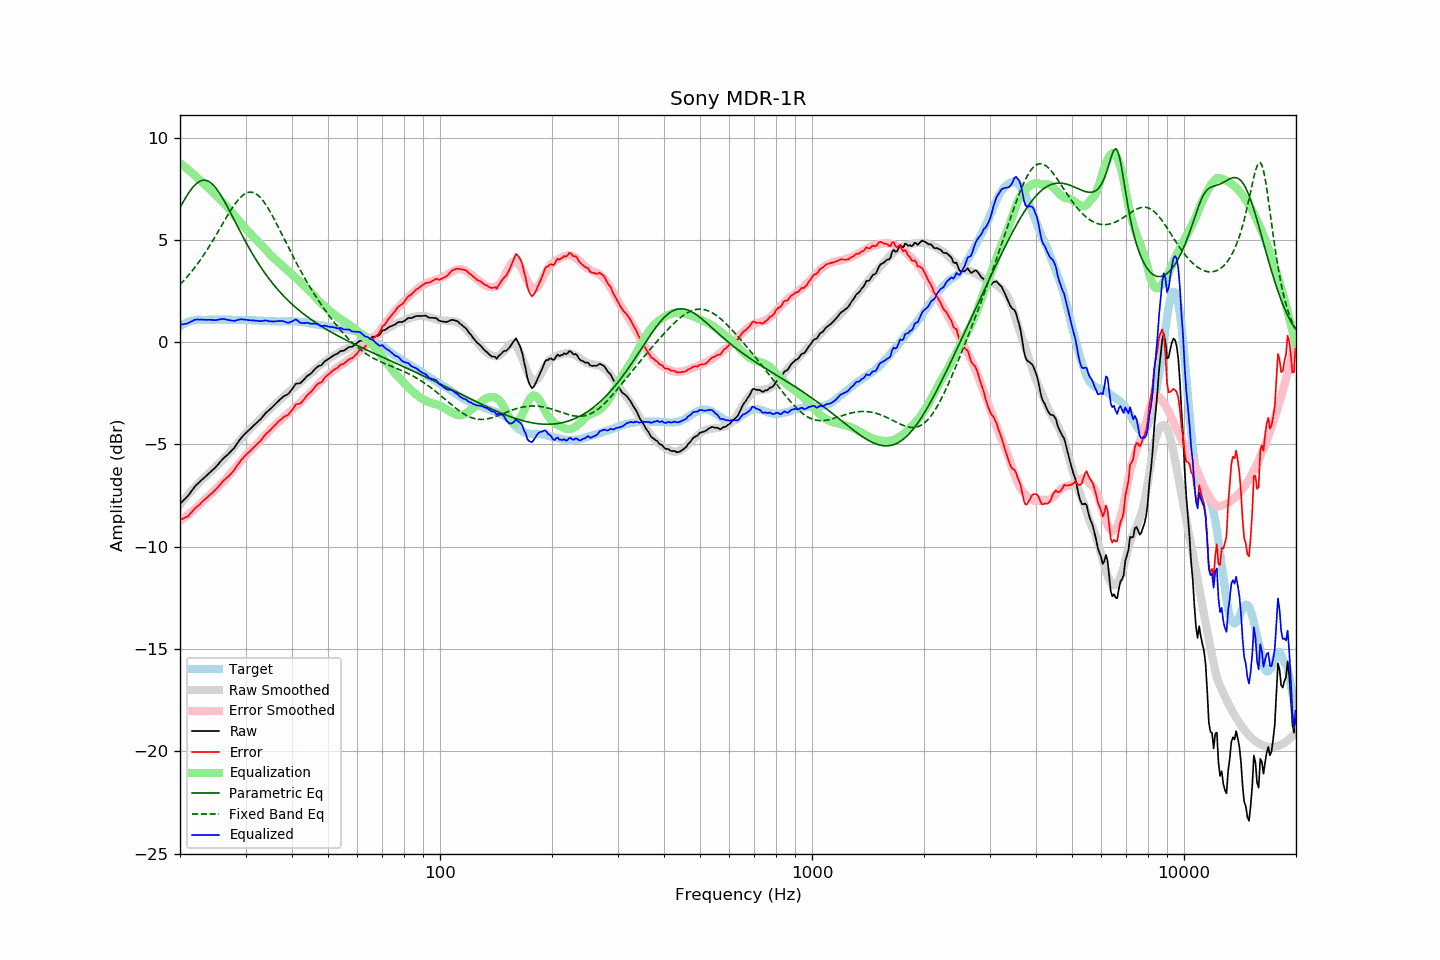 Sony MDR-1R
10
5
0
−5
−10
−15
−20
−25
Amplitude (dBr)
Target
Raw Smoothed
Error Smoothed
Raw
Error
Equalization
Parametric Eq
Fixed Band Eq
Equalized
100
1000
10000
Frequency (Hz)